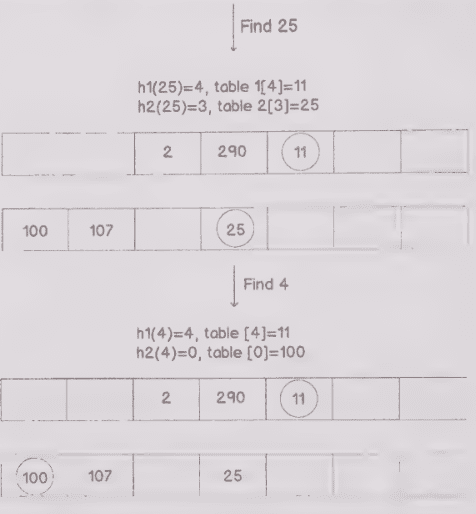 Find 25
h1(25)=4, table 1[4]=11
h2(25)=3, table 2[3]=25
2 290 11
100 107 25
Find 4
h1(4)=4, table [4]=11
h2(4)=0, table [0]=100
2 290 11
100 107 25